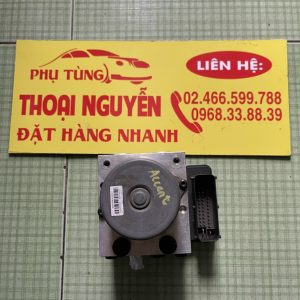 PHỤ TÙNG
THOẠI NGUYỄN
ĐẶT HÀNG NHANH
LIÊN HỆ:
02.466.599.788
0968.33.88.39
Accent